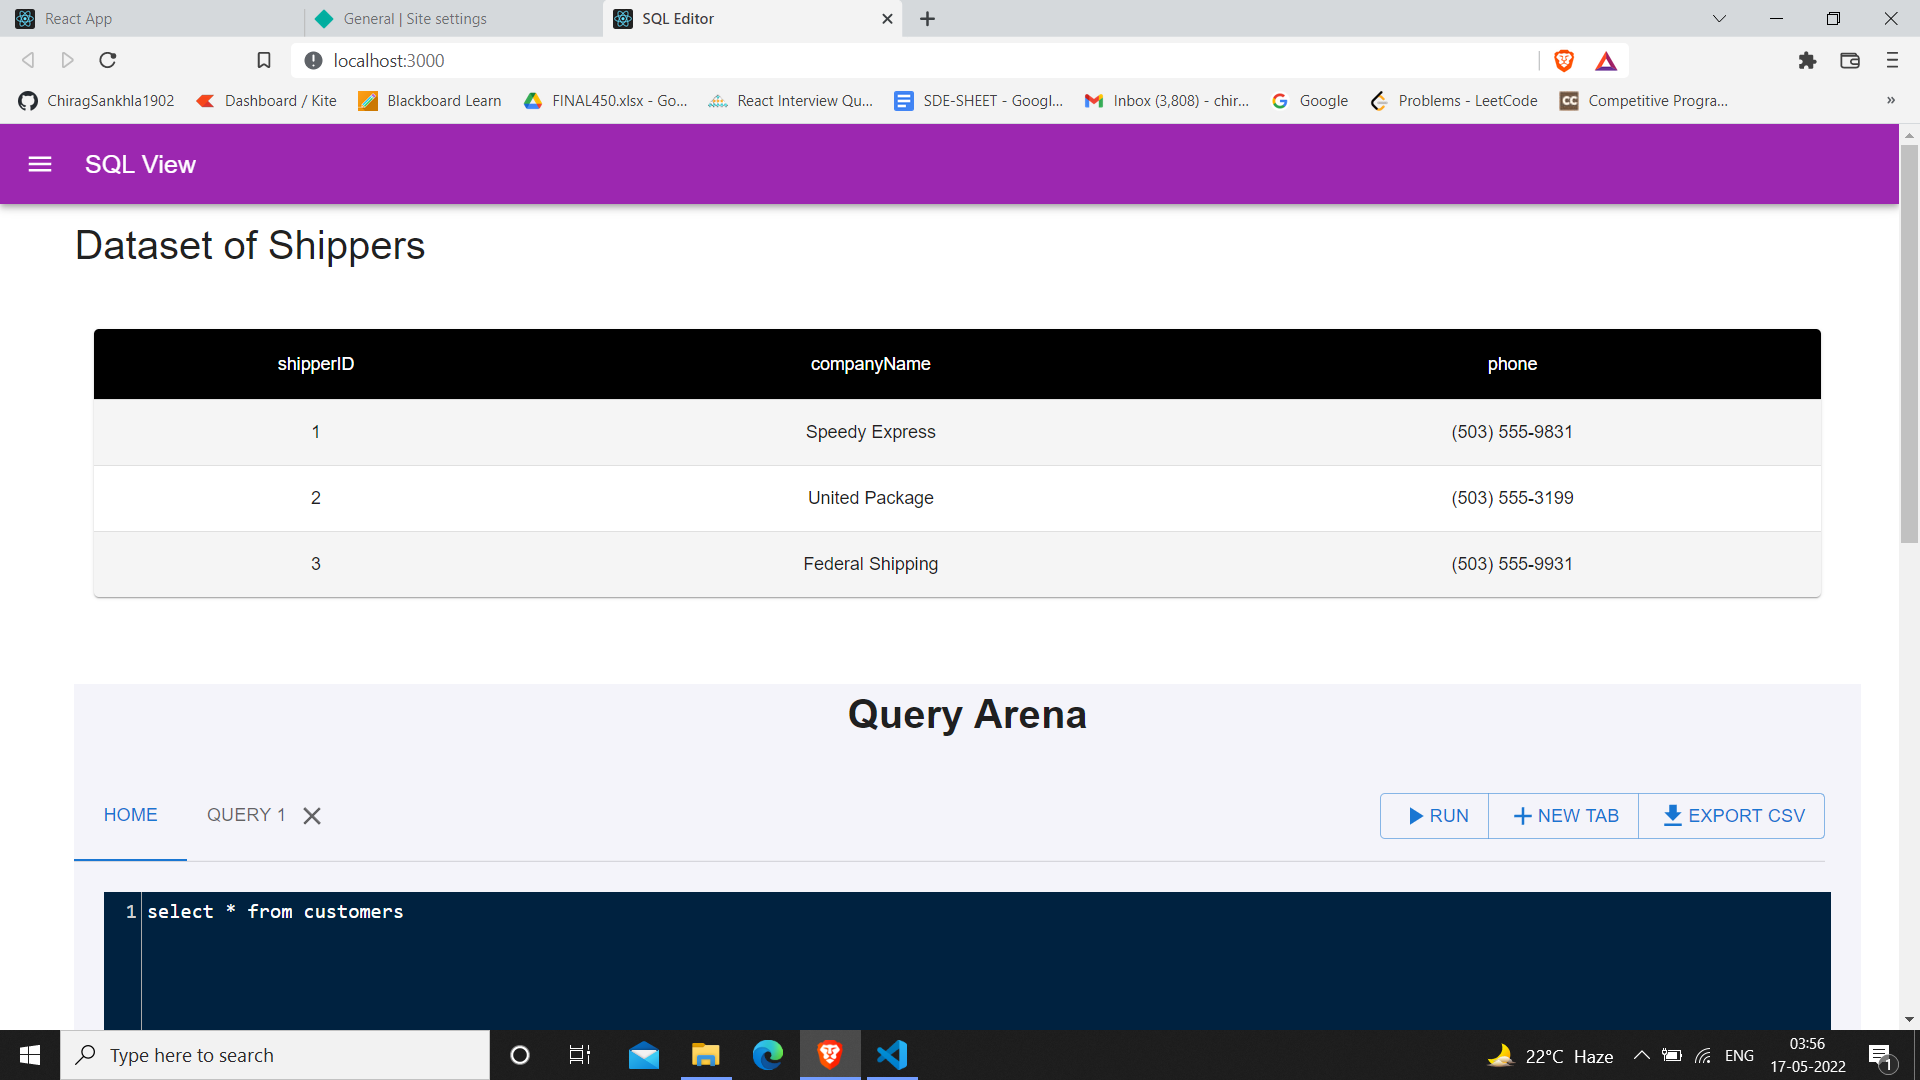 React App
General | Site settings
SQL Editor
localhost:3000
ChiragSankhla1902
Dashboard / Kite
Blackboard Learn
FINAL450.xlsx - Go...
React Interview Qu...
SDE-SHEET - Googl...
Inbox (3,808) - chir...
Google
Problems - LeetCode
CC
Competitive Progra...
»
SQL View
Dataset of Shippers
shipperID companyName phone
1 Speedy Express (503) 555-9831
2 United Package (503) 555-3199
3 Federal Shipping (503) 555-9931
Query Arena
HOME
QUERY 1
RUN
NEW TAB
EXPORT CSV
1 select * from customers
Type here to search
22°C Haze
ENG
03:56
17-05-2022
1